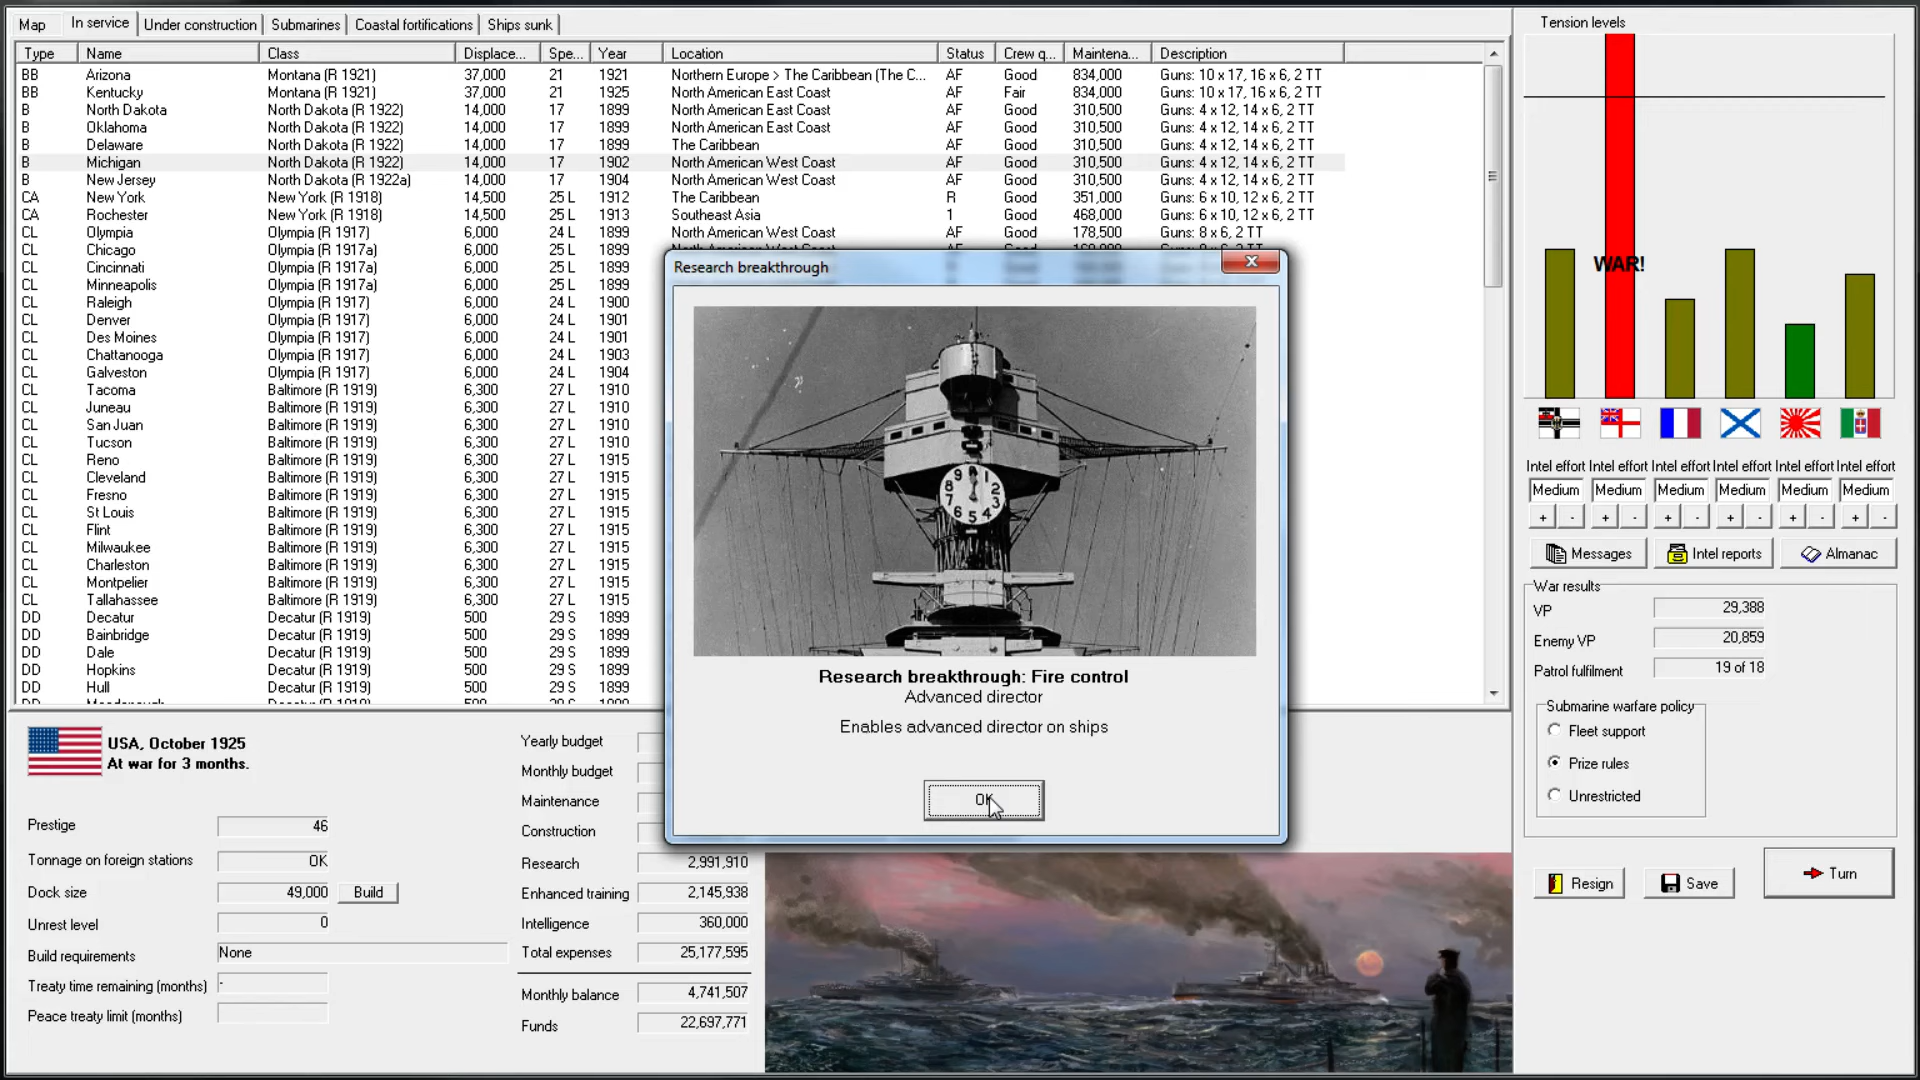 Map In service Under construction Submarines Coastal fortifications Ships sunk
Type Name Class Displace... Spe... Year Location Status Crew q... Maintena... Description
BB Arizona Montana (R 1921) 37,000 21 1921 Northern Europe > The Caribbean (The C... AF Good 834,000 Guns: 10 x 17, 16 x 6, 2 TT
BB Kentucky Montana (R 1921) 37,000 21 1925 North American East Coast AF Fair 834,000 Guns: 10 x 17, 16 x 6, 2 TT
B North Dakota North Dakota (R 1922) 14,000 17 1899 North American East Coast AF Good 310,500 Guns: 4 x 12, 14 x 6, 2 TT
B Oklahoma North Dakota (R 1922) 14,000 17 1899 North American East Coast AF Good 310,500 Guns: 4 x 12, 14 x 6, 2 TT
B Delaware North Dakota (R 1922) 14,000 17 1899 The Caribbean AF Good 310,500 Guns: 4 x 12, 14 x 6, 2 TT
B Michigan North Dakota (R 1922) 14,000 17 1902 North American West Coast AF Good 310,500 Guns: 4 x 12, 14 x 6, 2 TT
B New Jersey North Dakota (R 1922a) 14,000 17 1904 North American West Coast AF Good 310,500 Guns: 4 x 12, 14 x 6, 2 TT
CA New York New York (R 1918) 14,500 25 L 1912 The Caribbean R Good 351,000 Guns: 6 x 10, 12 x 6, 2 TT
CA Rochester New York (R 1918) 14,500 25 L 1913 Southeast Asia 1 Good 468,000 Guns: 6 x 10, 12 x 6, 2 TT
CL Olympia Olympia (R 1917) 6,000 24 L 1899 North American West Coast AF Good 178,500 Guns: 8 x 6, 2 TT
CL Chicago Olympia (R 1917a) 6,000 25 L 1899
CL Cincinnati Olympia (R 1917a) 6,000 25 L 1899
CL Minneapolis Olympia (R 1917a) 6,000 25 L 1899
CL Raleigh Olympia (R 1917) 6,000 24 L 1900
CL Denver Olympia (R 1917) 6,000 24 L 1901
CL Des Moines Olympia (R 1917) 6,000 24 L 1901
CL Chattanooga Olympia (R 1917) 6,000 24 L 1903
CL Galveston Olympia (R 1917) 6,000 24 L 1904
CL Tacoma Baltimore (R 1919) 6,300 27 L 1910
CL Juneau Baltimore (R 1919) 6,300 27 L 1910
CL San Juan Baltimore (R 1919) 6,300 27 L 1910
CL Tucson Baltimore (R 1919) 6,300 27 L 1910
CL Reno Baltimore (R 1919) 6,300 27 L 1915
CL Cleveland Baltimore (R 1919) 6,300 27 L 1915
CL Fresno Baltimore (R 1919) 6,300 27 L 1915
CL St Louis Baltimore (R 1919) 6,300 27 L 1915
CL Flint Baltimore (R 1919) 6,300 27 L 1915
CL Milwaukee Baltimore (R 1919) 6,300 27 L 1915
CL Charleston Baltimore (R 1919) 6,300 27 L 1915
CL Montpelier Baltimore (R 1919) 6,300 27 L 1915
CL Tallahassee Baltimore (R 1919) 6,300 27 L 1915
DD Decatur Decatur (R 1919) 500 29 S 1899
DD Bainbridge Decatur (R 1919) 500 29 S 1899
DD Dale Decatur (R 1919) 500 29 S 1899
DD Hopkins Decatur (R 1919) 500 29 S 1899
DD Hull Decatur (R 1919) 500 29 S 1899
Research breakthrough
9 1 2 3 4 5 6 7 8
Research breakthrough: Fire control
Advanced director
Enables advanced director on ships
OK
USA, October 1925
At war for 3 months.
Prestige 46
Tonnage on foreign stations OK
Dock size 49,000 Build
Unrest level 0
Build requirements None
Treaty time remaining (months) -
Peace treaty limit (months)
Yearly budget
Monthly budget
Maintenance
Construction
Research 2,991,910
Enhanced training 2,145,938
Intelligence 360,000
Total expenses 25,177,595
Monthly balance 4,741,507
Funds 22,697,771
Tension levels
WAR!
Intel effort Intel effort Intel effort Intel effort Intel effort Intel effort
Medium Medium Medium Medium Medium Medium
+ - + - + - + - + - + -
Messages Intel reports Almanac
War results
VP 29,388
Enemy VP 20,859
Patrol fulfilment 19 of 18
Submarine warfare policy
Fleet support
Prize rules
Unrestricted
Resign Save Turn